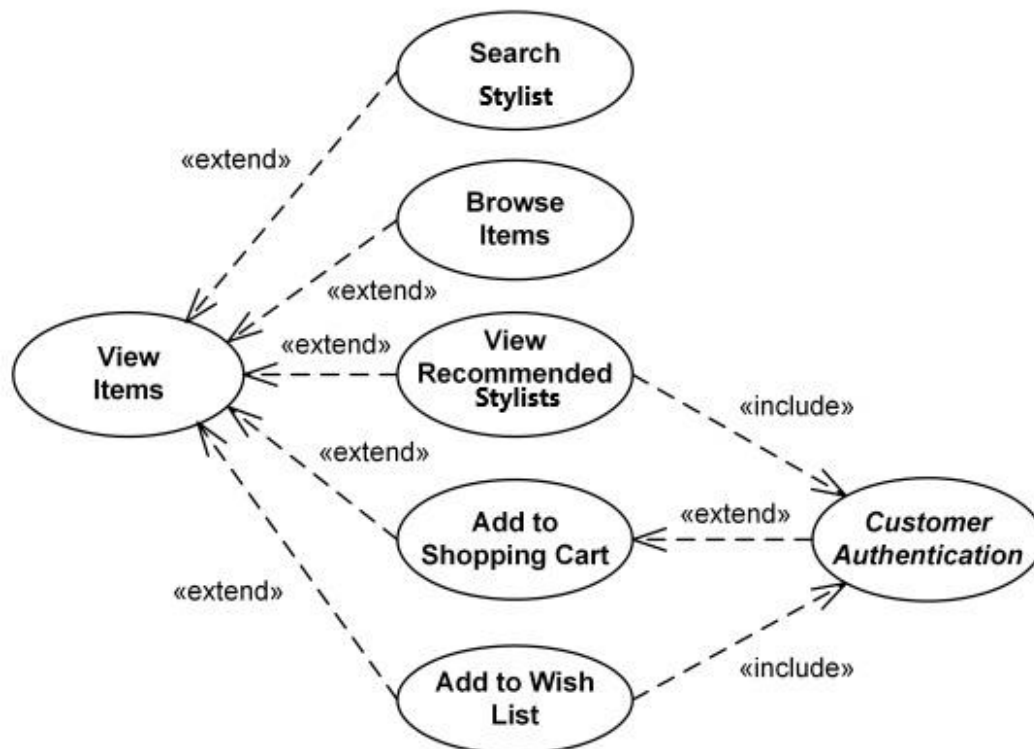 Search
Stylist
«extend»
Browse
Items
«extend»
View
Items
«extend»
View
Recommended
Stylists
«include»
«extend»
Add to
Shopping Cart
«extend»
Customer
Authentication
«extend»
Add to Wish
List
«include»